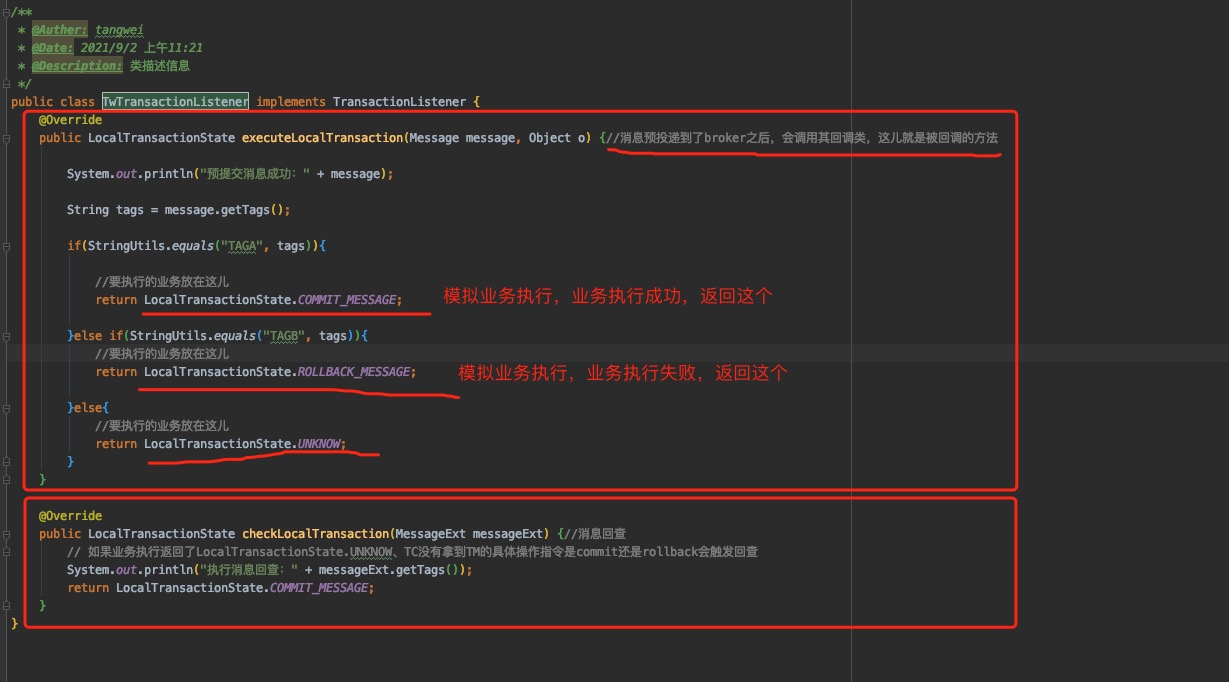 /**
 * @Auther: tangwei
 * @Date: 2021/9/2 上午11:21
 * @Description: 类描述信息
 */
public class TwTransactionListener implements TransactionListener {
@Override
public LocalTransactionState executeLocalTransaction(Message message, Object o) {//消息预投递到了broker之后，会调用其回调类，这儿就是被回调的方法
System.out.println("预提交消息成功：" + message);
String tags = message.getTags();
if(StringUtils.equals("TAGA", tags)){
//要执行的业务放在这儿
return LocalTransactionState.COMMIT_MESSAGE; 模拟业务执行，业务执行成功，返回这个
}else if(StringUtils.equals("TAGB", tags)){
//要执行的业务放在这儿
return LocalTransactionState.ROLLBACK_MESSAGE; 模拟业务执行，业务执行失败，返回这个
}else{
//要执行的业务放在这儿
return LocalTransactionState.UNKNOW;
}
}
@Override
public LocalTransactionState checkLocalTransaction(MessageExt messageExt) {//消息回查
// 如果业务执行返回了LocalTransactionState.UNKNOW、TC没有拿到TM的具体操作指令是commit还是rollback会触发回查
System.out.println("执行消息回查：" + messageExt.getTags());
return LocalTransactionState.COMMIT_MESSAGE;
}
}